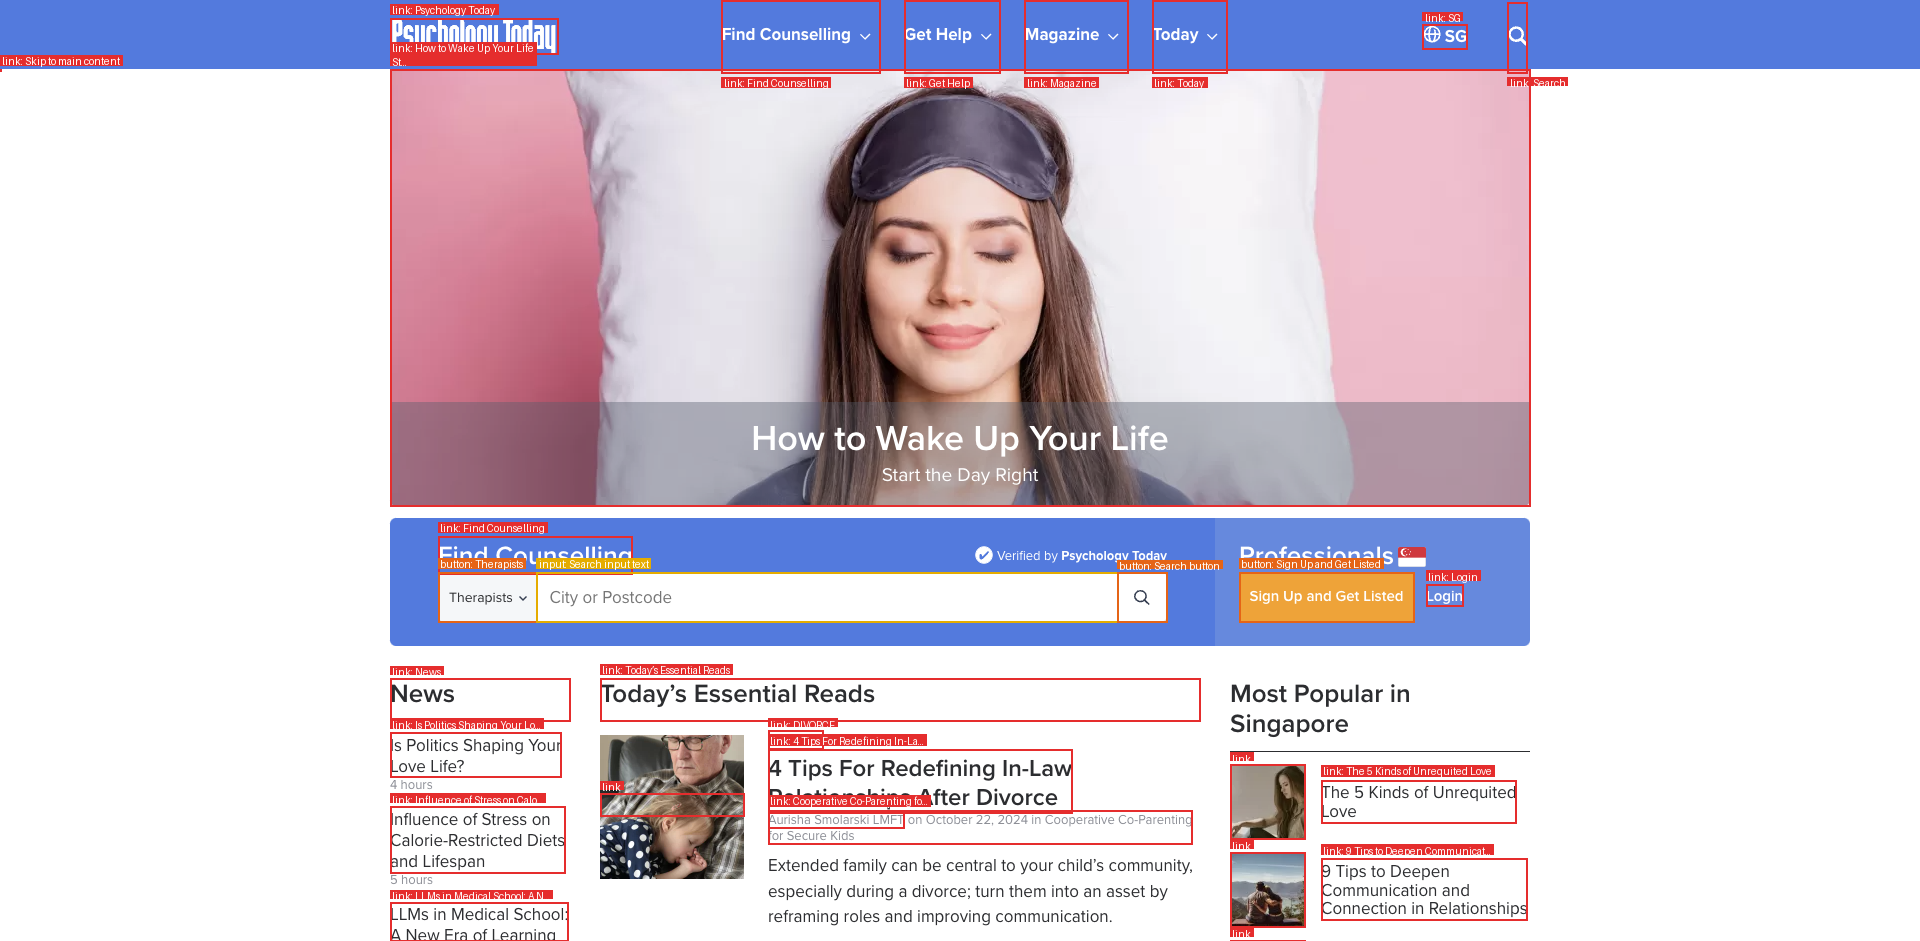 link: Psychology Today
Psychology Today
link: How to Wake Up Your Life
St...
link: Skip to main content
Find Counselling
Get Help
Magazine
Today
link: SG
SG
link: Find Counselling
link: Get Help
link: Magazine
link: Today
link: Search
How to Wake Up Your Life
Start the Day Right
link: Find Counselling
Find Counselling
Verified by Psychology Today
button: Therapists
input: Search input text
button: Search button
Therapists
City or Postcode
Professionals
button: Sign Up and Get Listed
Sign Up and Get Listed
link: Login
Login
link: News
News
link: Is Politics Shaping Your Lo...
Is Politics Shaping Your
Love Life?
4 hours
link: Influence of Stress on Calo...
Influence of Stress on
Calorie-Restricted Diets
and Lifespan
5 hours
link: LLMs in Medical School: A N...
LLMs in Medical School:
A New Era of Learning
link: Today's Essential Reads
Today’s Essential Reads
link
link: DIVORCE
link: 4 Tips For Redefining In-La...
4 Tips For Redefining In-Law
Relationships After Divorce
link: Cooperative Co-Parenting fo...
Aurisha Smolarski LMFT on October 22, 2024 in Cooperative Co-Parenting
for Secure Kids
Extended family can be central to your child’s community,
especially during a divorce; turn them into an asset by
reframing roles and improving communication.
Most Popular in
Singapore
link
link: The 5 Kinds of Unrequited Love
The 5 Kinds of Unrequited
Love
link
link: 9 Tips to Deepen Communicat...
9 Tips to Deepen
Communication and
Connection in Relationships
link